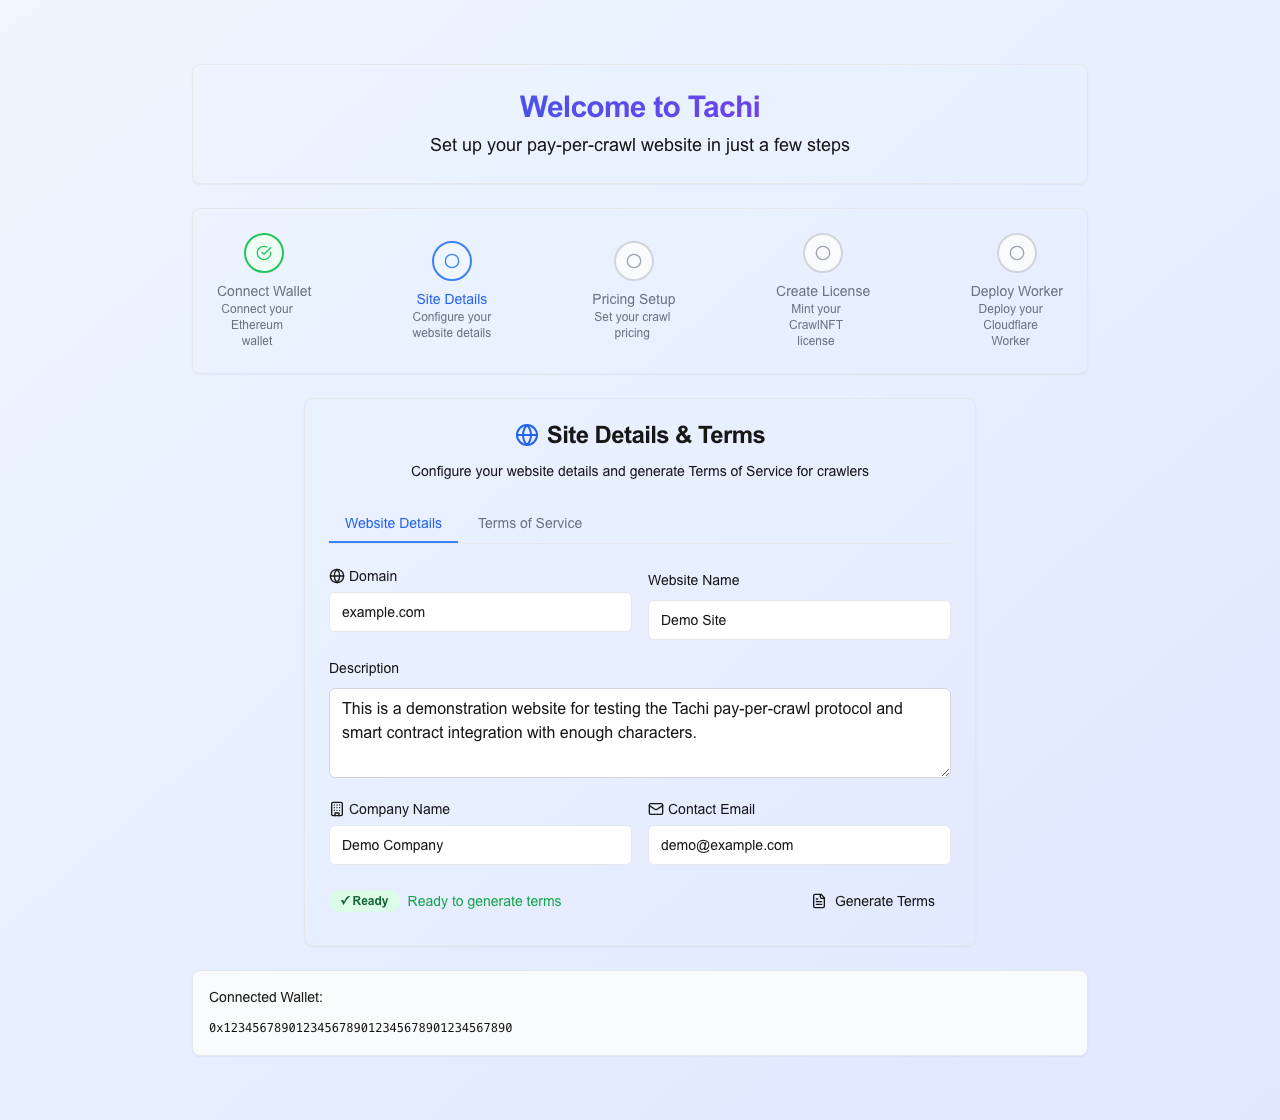 Welcome to Tachi
Set up your pay-per-crawl website in just a few steps
Connect Wallet
Connect your
Ethereum
wallet
Site Details
Configure your
website details
Pricing Setup
Set your crawl
pricing
Create License
Mint your
CrawlNFT
license
Deploy Worker
Deploy your
Cloudflare
Worker
Site Details & Terms
Configure your website details and generate Terms of Service for crawlers
Website Details
Terms of Service
Domain
example.com
Website Name
Demo Site
Description
This is a demonstration website for testing the Tachi pay-per-crawl protocol and
smart contract integration with enough characters.
Company Name
Demo Company
Contact Email
demo@example.com
✓ Ready
Ready to generate terms
Generate Terms
Connected Wallet:
0x1234567890123456789012345678901234567890